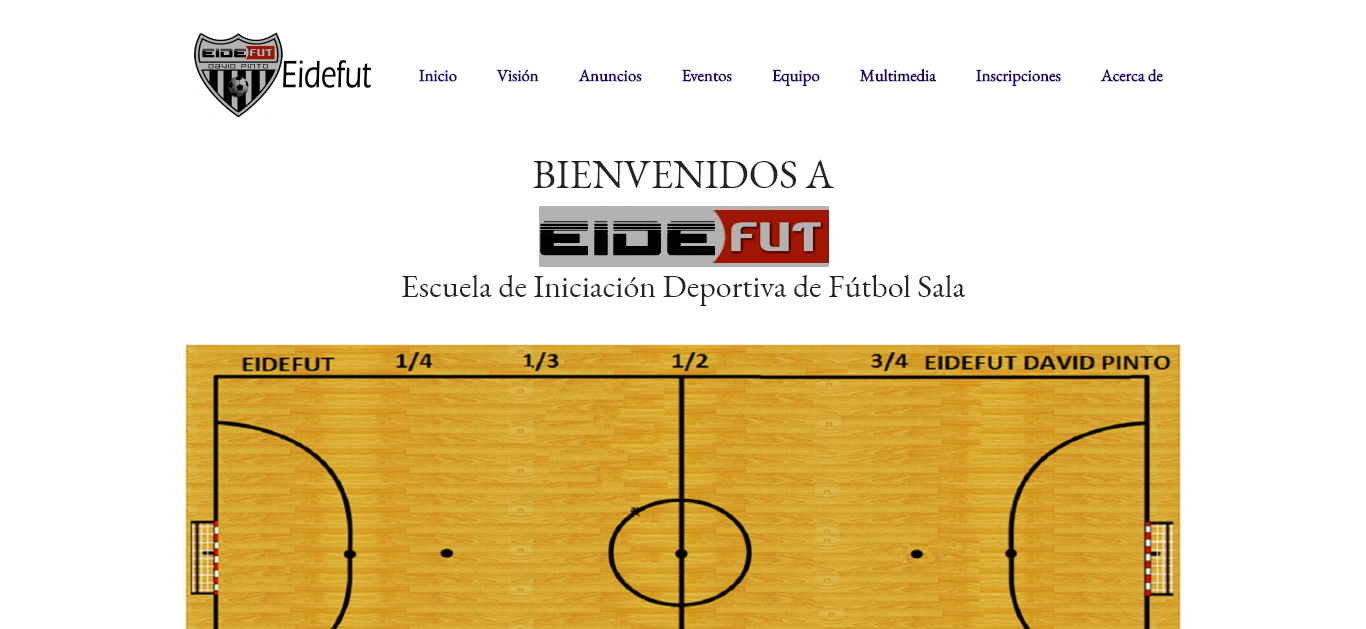 EIDEFUT
DAVID PINTO
Eidefut
Inicio Visión Anuncios Eventos Equipo Multimedia Inscripciones Acerca de
BIENVENIDOS A
EIDEFUT
Escuela de Iniciación Deportiva de Fútbol Sala
EIDEFUT 1/4 1/3 1/2 3/4 EIDEFUT DAVID PINTO